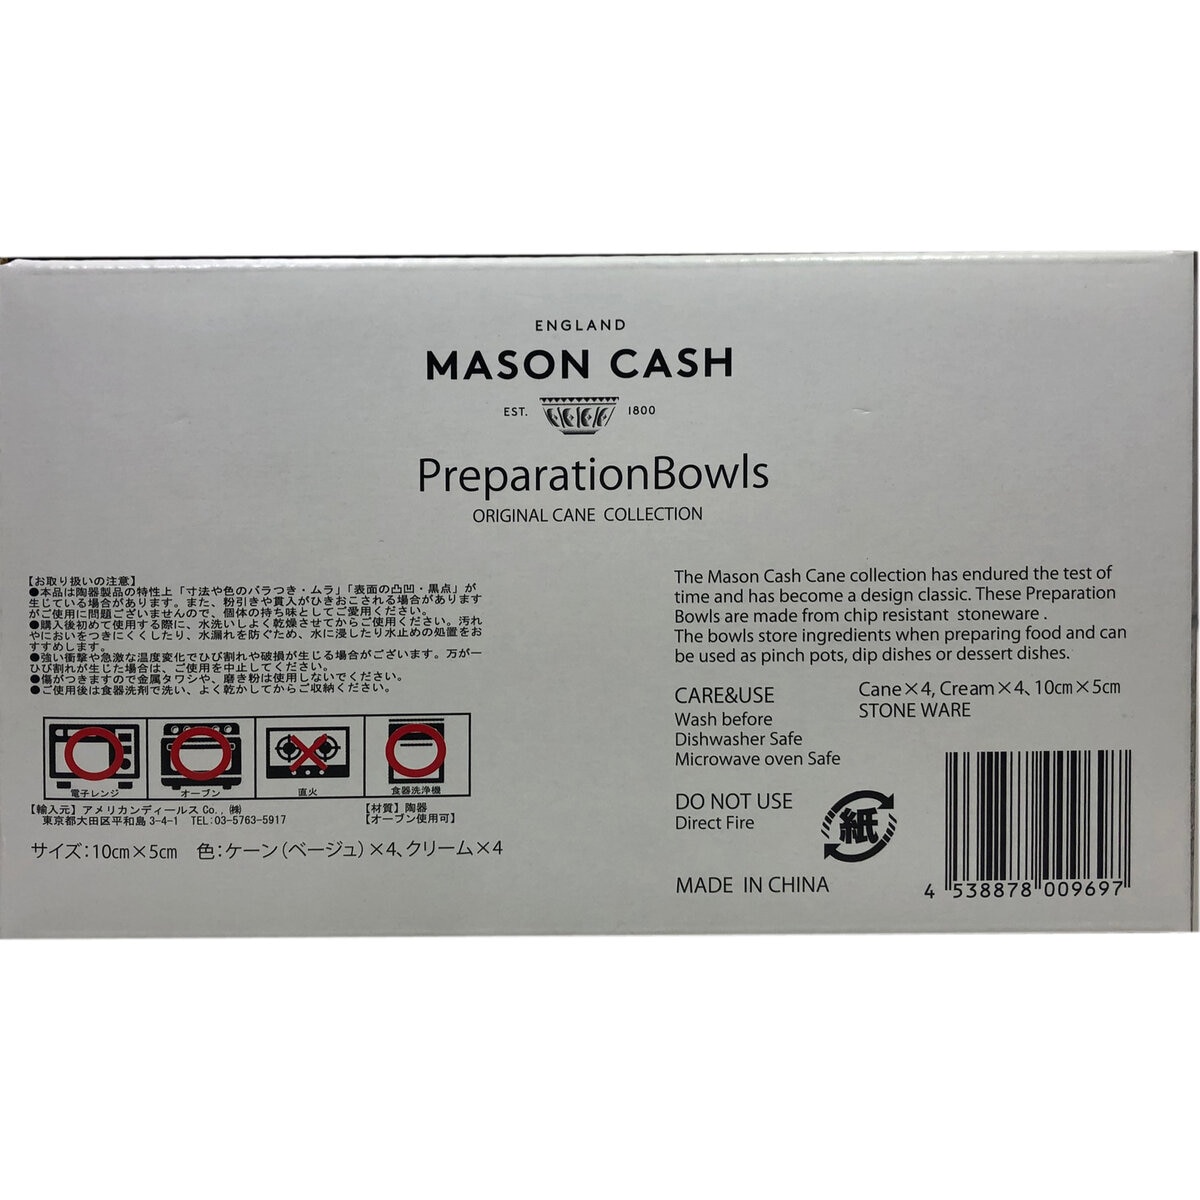 ENGLAND
MASON CASH
EST. 1800
PreparationBowls
ORIGINAL CANE COLLECTION
【お取り扱いの注意】
●本品は陶器製品の特性上「寸法や色のバラつき・ムラ」「表面の凸凹・黒点」が
生じている場合があります。また、粉引きや貫入がひきおこされる場合があります
がご使用に問題ございませんので、個体の持ち味としてご愛用ください。
●購入後初めて使用する際に、水洗いしよく乾燥させてからご使用ください。汚れ
やにおいをつきにくくしたり、水漏れを防ぐため、水に浸したり水止めの処置をお
すすめします。
●強い衝撃や急激な温度変化でひび割れや破損が生じる場合がございます。万が一
ひび割れが生じた場合は、ご使用を中止してください。
●傷がつきますので金属タワシや、磨き粉は使用しないでください。
●ご使用後は食器洗剤で洗い、よく乾かしてからご収納ください。
電子レンジ オーブン 直火 食器洗浄機
【輸入元】アメリカンディールス Co., ㈱
東京都大田区平和島 3-4-1 TEL:03-5763-5917
【材質】陶器
【オーブン使用可】
サイズ：10cm×5cm 色：ケーン（ベージュ）×4、クリーム×4
The Mason Cash Cane collection has endured the test of
time and has become a design classic. These Preparation
Bowls are made from chip resistant stoneware .
The bowls store ingredients when preparing food and can
be used as pinch pots, dip dishes or dessert dishes.
CARE&USE
Wash before
Dishwasher Safe
Microwave oven Safe
Cane×4, Cream×4、10cm×5cm
STONE WARE
DO NOT USE
Direct Fire
紙
MADE IN CHINA
4 538878 009697